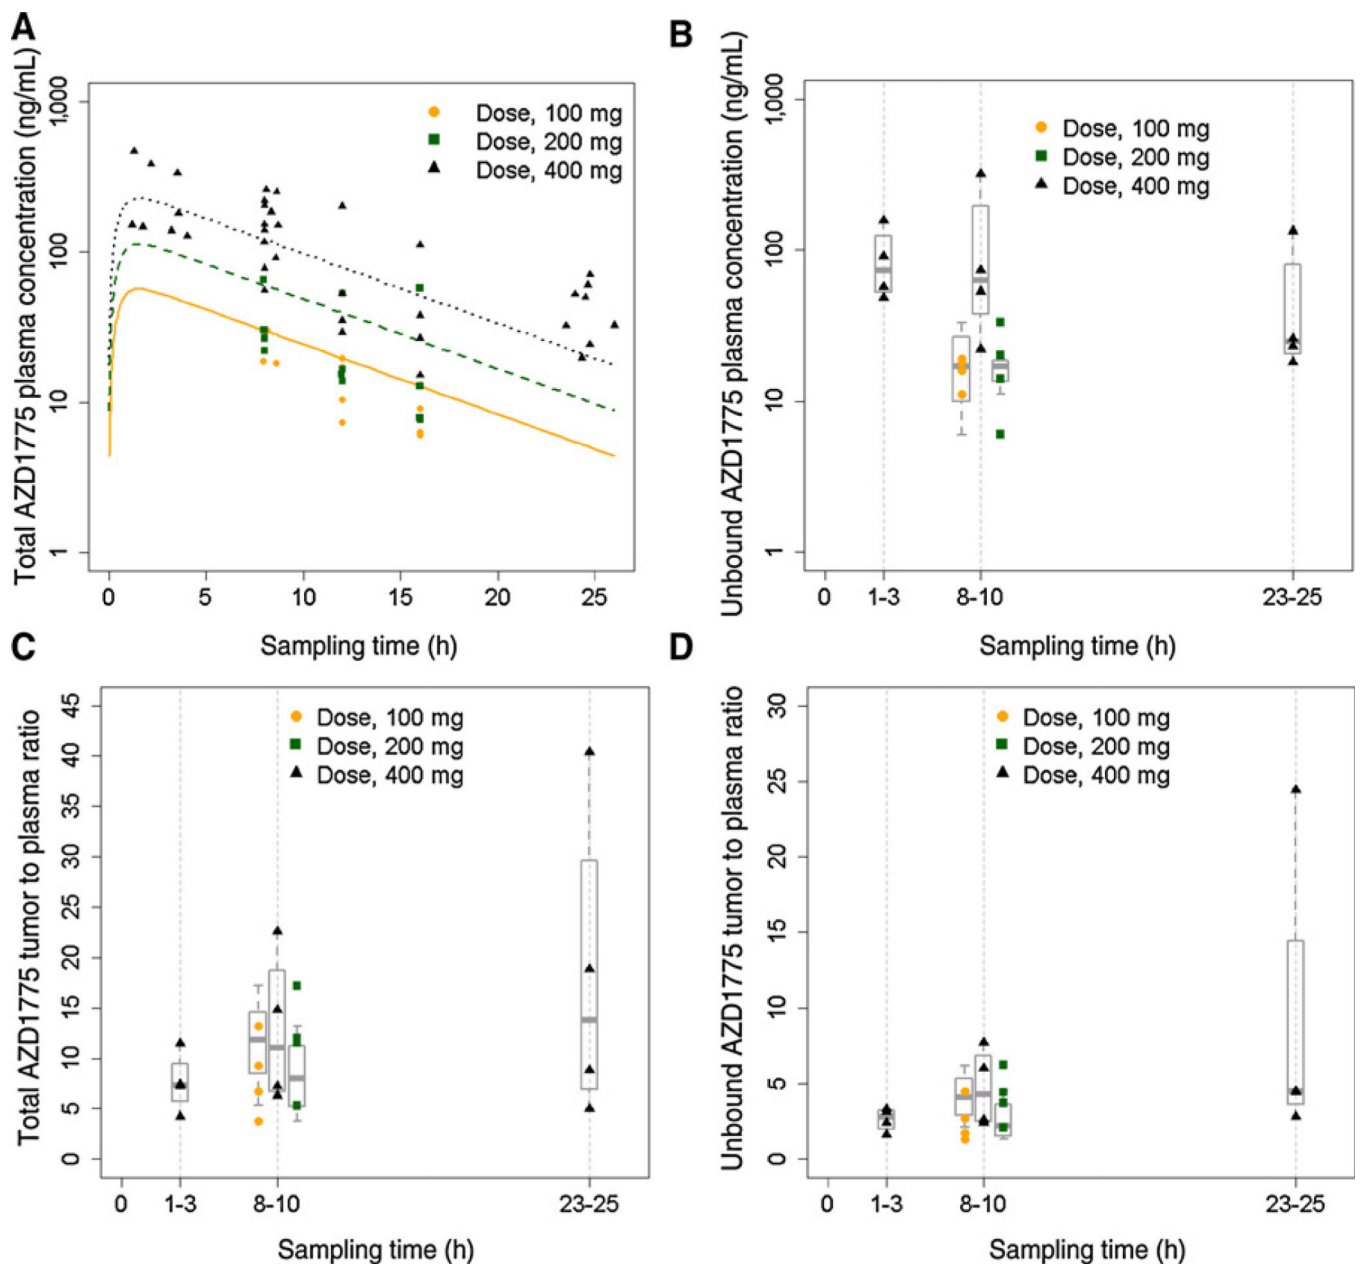 A
Total AZD1775 plasma concentration (ng/mL)
1,000
100
10
1
Dose, 100 mg
Dose, 200 mg
Dose, 400 mg
0 5 10 15 20 25
Sampling time (h)
B
Unbound AZD1775 plasma concentration (ng/mL)
1,000
100
10
1
Dose, 100 mg
Dose, 200 mg
Dose, 400 mg
0 1-3 8-10 23-25
Sampling time (h)
C
Total AZD1775 tumor to plasma ratio
45
40
35
30
25
20
15
10
5
0
Dose, 100 mg
Dose, 200 mg
Dose, 400 mg
0 1-3 8-10 23-25
Sampling time (h)
D
Unbound AZD1775 tumor to plasma ratio
30
25
20
15
10
5
0
Dose, 100 mg
Dose, 200 mg
Dose, 400 mg
0 1-3 8-10 23-25
Sampling time (h)